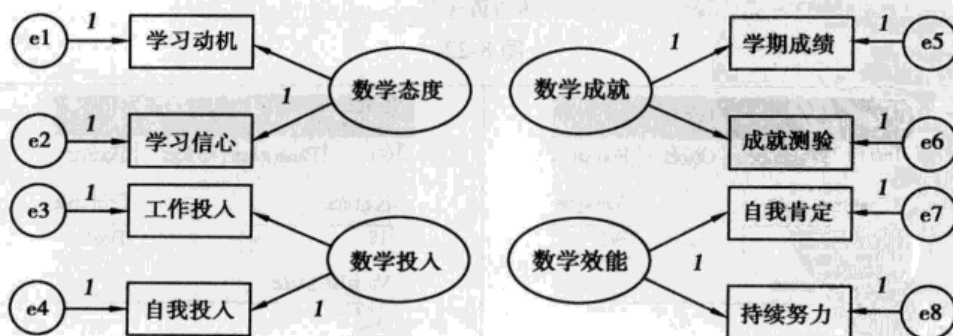 e1 1 学习动机 1 学期成绩 1 e5
数学态度 数学成就
1
e2 1 学习信心 成就测验 1 e6
e3 1 工作投入 自我肯定 1 e7
数学投入 数学效能
1 1
e4 1 自我投入 持续努力 1 e8